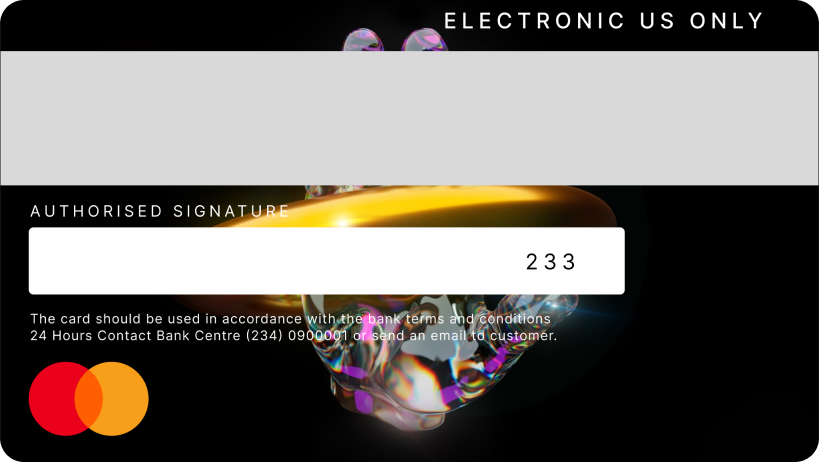 ELECTRONIC US ONLY
AUTHORISED SIGNATURE
233
The card should be used in accordance with the bank terms and conditions
24 Hours Contact Bank Centre (234) 0900001 or send an email to customer.